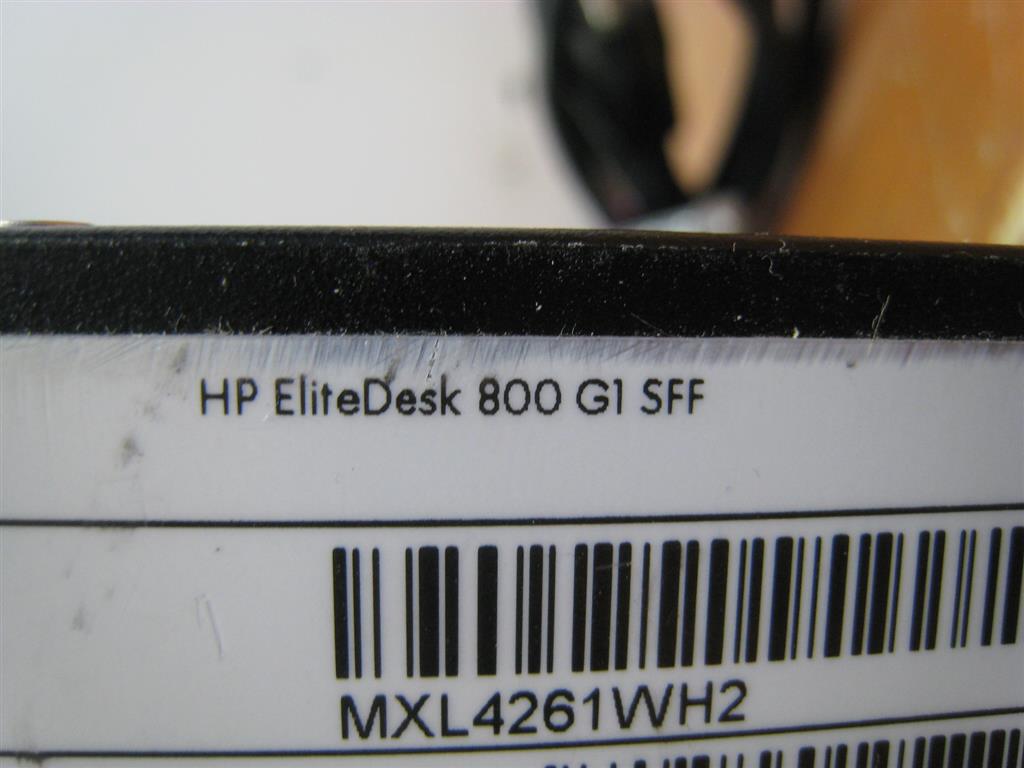 HP EliteDesk 800 G1 SFF
MXL4261WH2